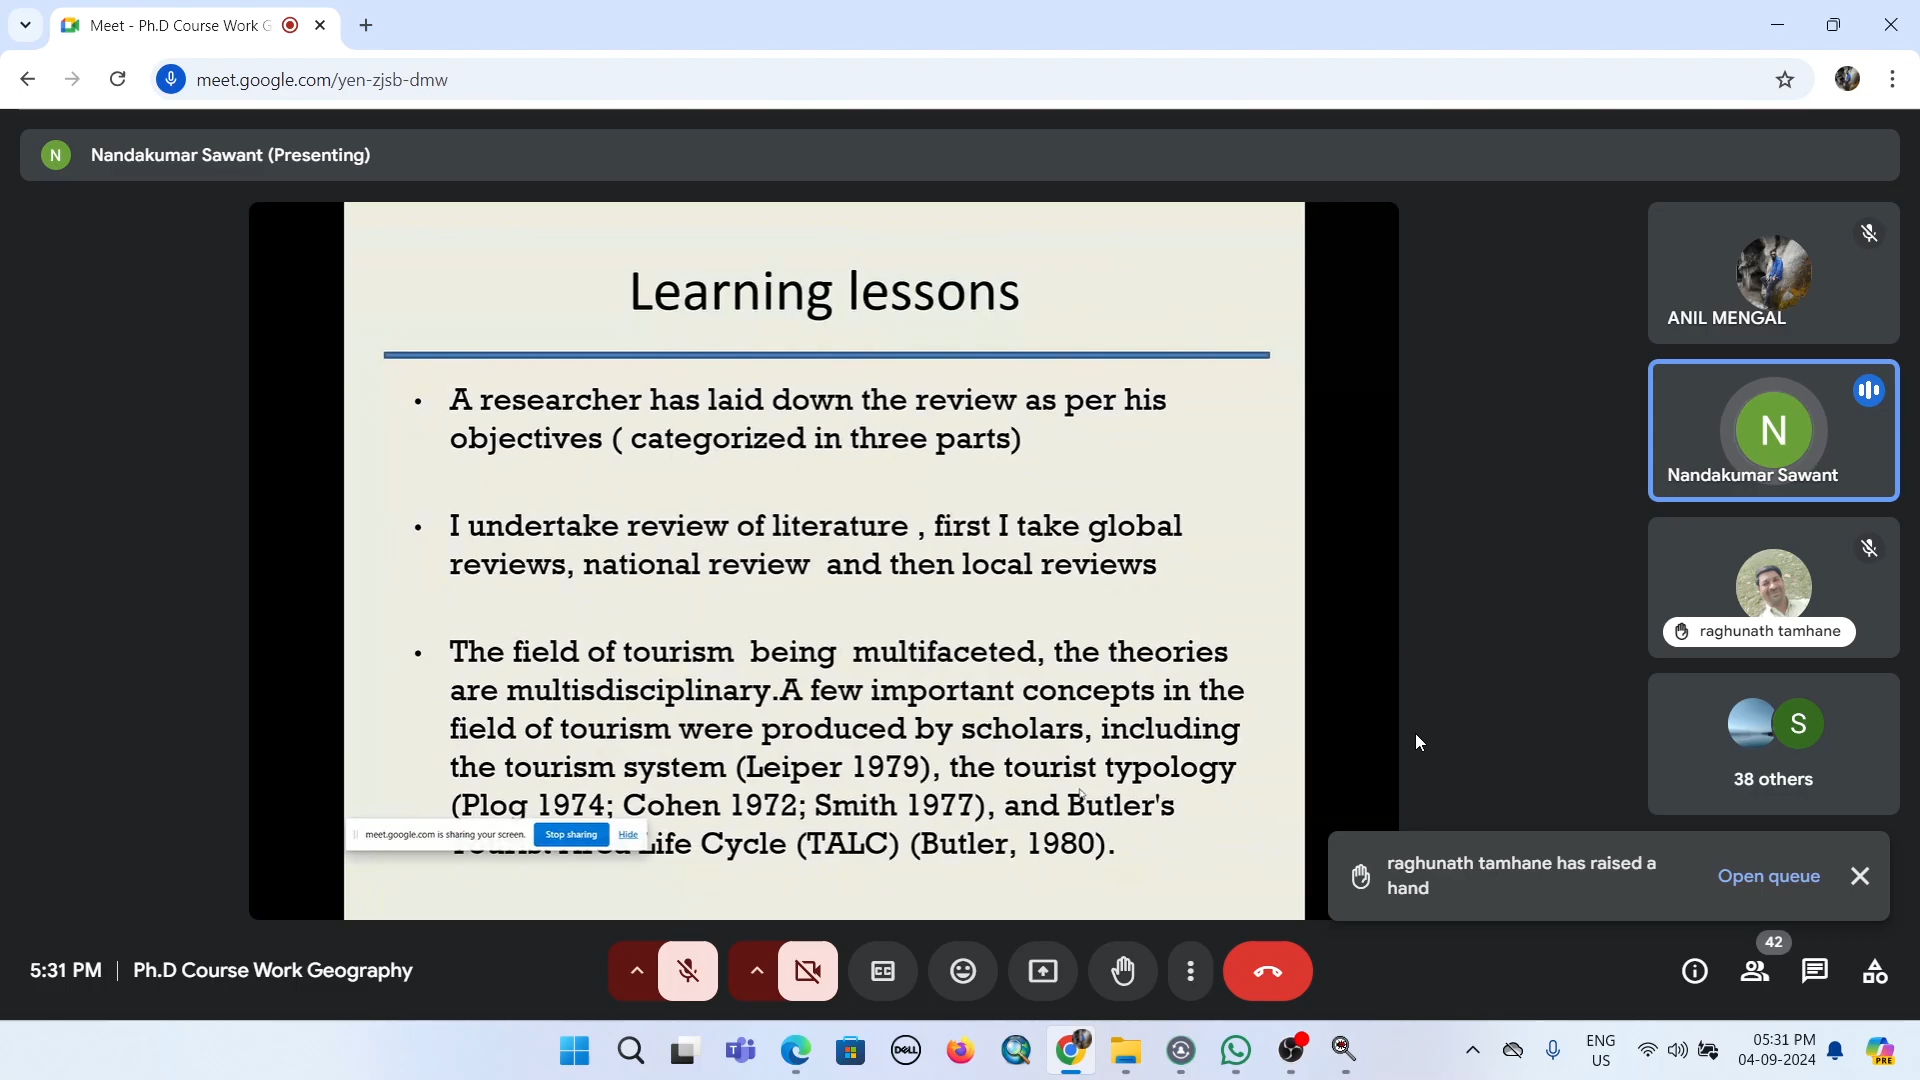 Meet - Ph.D Course Work G
meet.google.com/yen-zjsb-dmw
N
Nandakumar Sawant (Presenting)
Learning lessons
• A researcher has laid down the review as per his
objectives ( categorized in three parts)
• I undertake review of literature , first I take global
reviews, national review and then local reviews
• The field of tourism being multifaceted, the theories
are multisdisciplinary.A few important concepts in the
field of tourism were produced by scholars, including
the tourism system (Leiper 1979), the tourist typology
(Plog 1974; Cohen 1972; Smith 1977), and Butler's
Life Cycle (TALC) (Butler, 1980).
meet.google.com is sharing your screen.
Stop sharing
Hide
ANIL MENGAL
N
Nandakumar Sawant
raghunath tamhane
S
38 others
raghunath tamhane has raised a
hand
Open queue
5:31 PM
Ph.D Course Work Geography
42
DELL
ENG
US
05:31 PM
04-09-2024
PRE